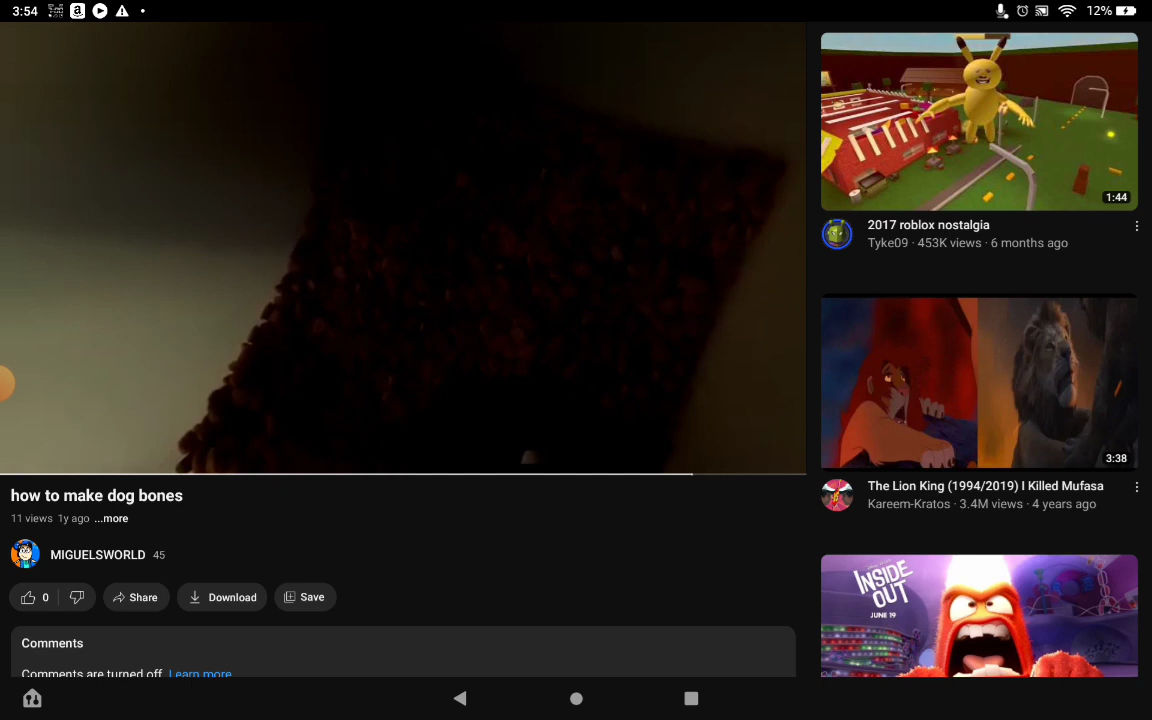 3:54
12%
1:44
2017 roblox nostalgia
Tyke09 · 453K views · 6 months ago
3:38
The Lion King (1994/2019) I Killed Mufasa
Kareem-Kratos · 3.4M views · 4 years ago
INSIDE
OUT
JUNE 19
how to make dog bones
11 views 1y ago ...more
MIGUELSWORLD 45
0
Share
Download
Save
Comments
Comments are turned off. Learn more